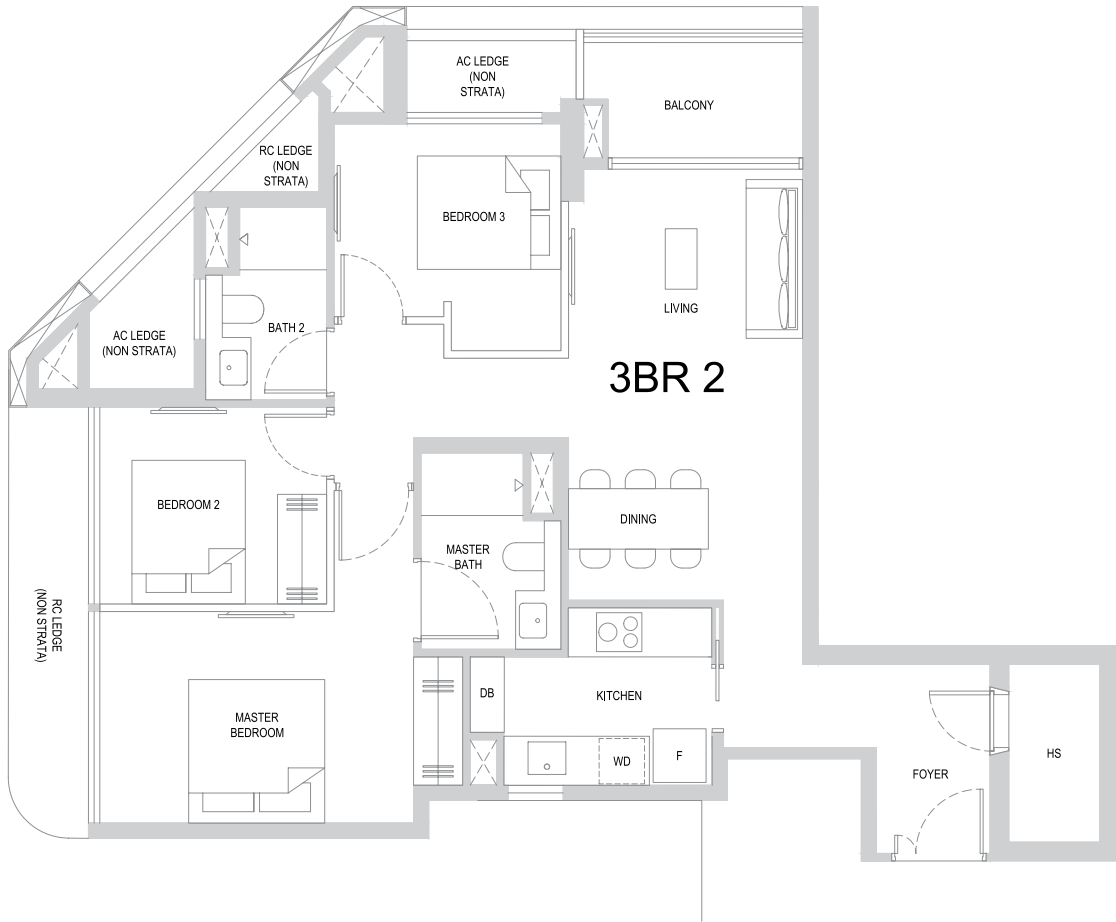 AC LEDGE
(NON
STRATA)
BALCONY
RC LEDGE
(NON
STRATA)
BEDROOM 3
LIVING
BATH 2
AC LEDGE
(NON STRATA)
3BR 2
BEDROOM 2
DINING
MASTER
BATH
RC LEDGE
(NON STRATA)
DB
KITCHEN
MASTER
BEDROOM
WD
F
FOYER
HS